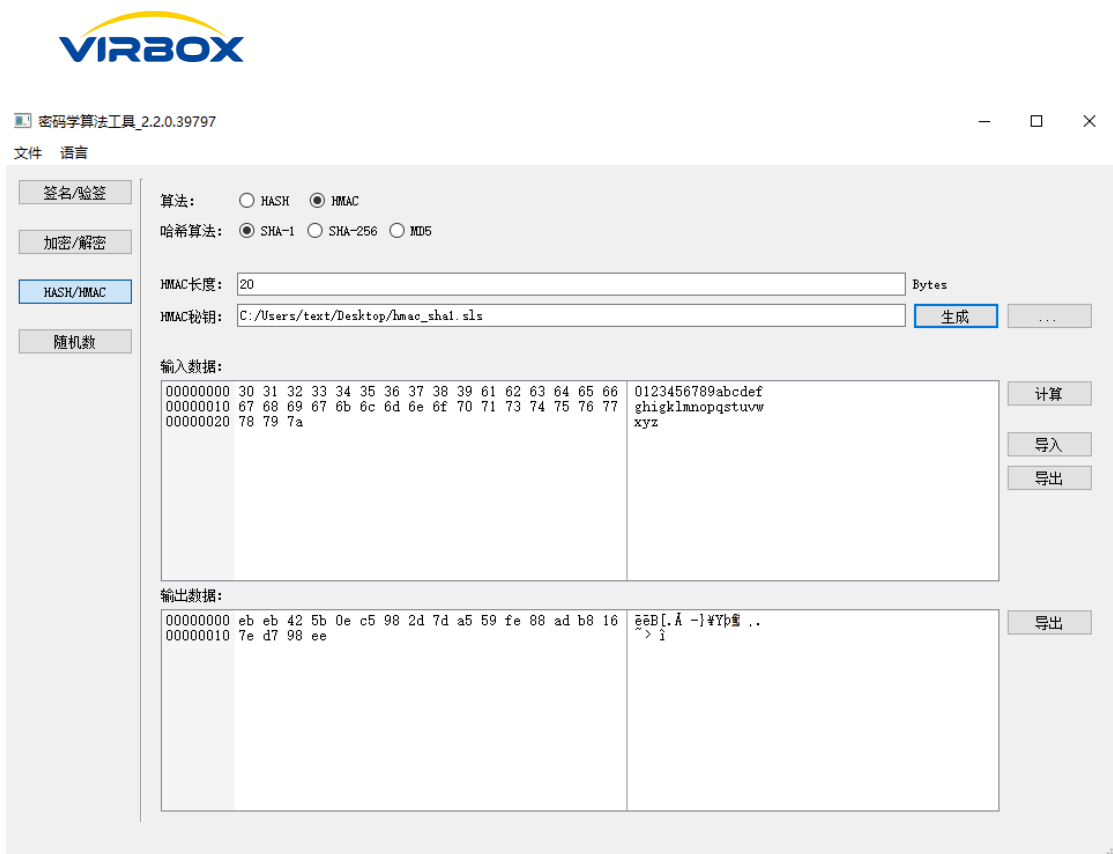 VIRBOX
密码学算法工具_2.2.0.39797
文件 语言
签名/验签
加密/解密
HASH/HMAC
随机数
算法: HASH HMAC
哈希算法: SHA-1 SHA-256 MD5
HMAC长度: 20 Bytes
HMAC秘钥: C:/Users/text/Desktop/hmac_sha1.sls 生成 ...
输入数据:
00000000 30 31 32 33 34 35 36 37 38 39 61 62 63 64 65 66 0123456789abcdef
00000010 67 68 69 67 6b 6c 6d 6e 6f 70 71 73 74 75 76 77 ghigklmnopqstuvw
00000020 78 79 7a xyz
计算
导入
导出
输出数据:
00000000 eb eb 42 5b 0e c5 98 2d 7d a5 59 fe 88 ad b8 16
00000010 7e d7 98 ee
导出